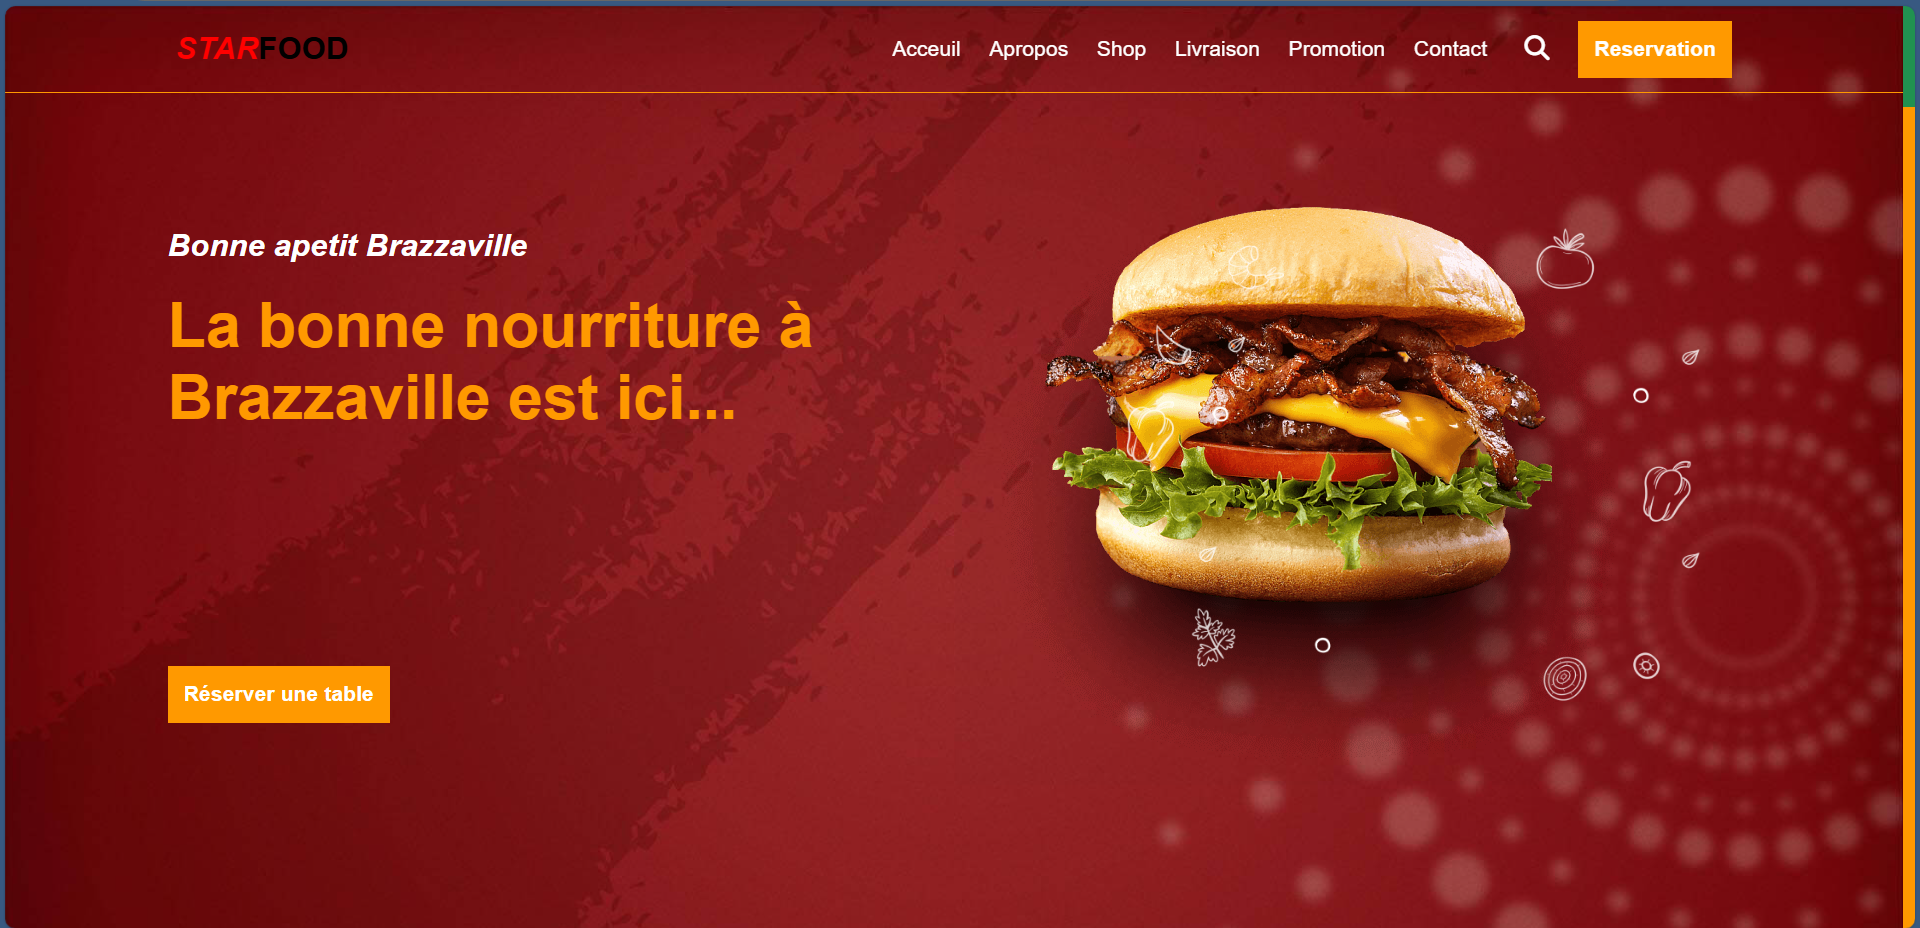 STARFOOD
Acceuil Apropos Shop Livraison Promotion Contact Reservation
Bonne apetit Brazzaville
La bonne nourriture à
Brazzaville est ici...
Réserver une table